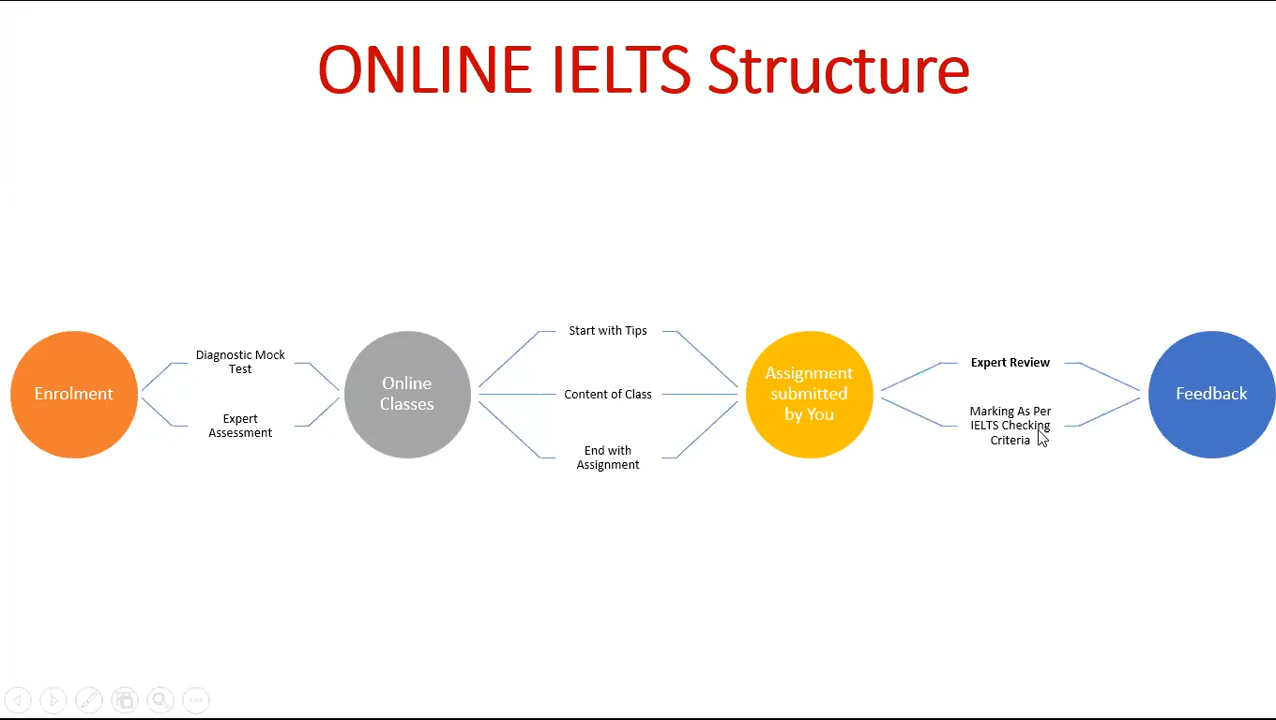 ONLINE IELTS Structure
Enrolment
Diagnostic Mock
Test
Expert
Assessment
Online
Classes
Start with Tips
Content of Class
End with
Assignment
Assignment
submitted
by You
Expert Review
Marking As Per
IELTS Checking
Criteria
Feedback